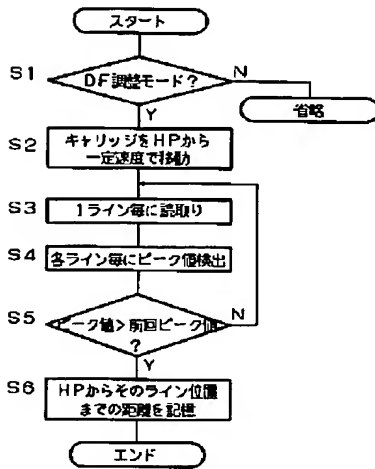 スタート
S1
DF調整モード?
N
Y
省略
S2
キャリッジをHPから
一定速度で移動
S3
1ライン毎に読取り
S4
各ライン毎にピーク値検出
S5
ピーク値>前回ピーク値
?
N
Y
S6
HPからそのライン位置
までの距離を記憶
エンド